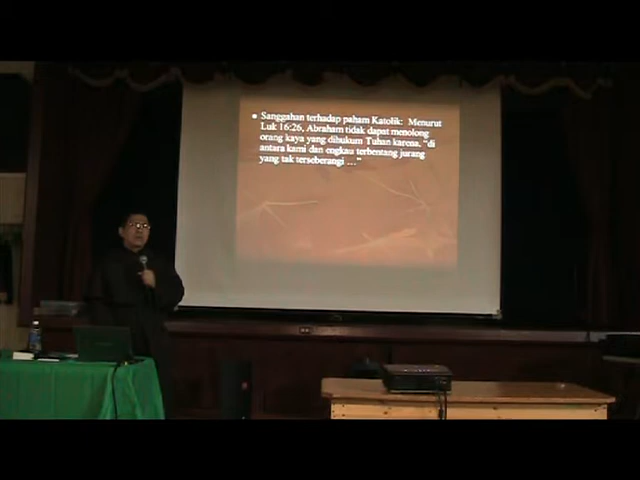 Sanggahan terhadap paham Katolik: Menurut
Luk 16:26, Abraham tidak dapat menolong
orang kaya yang dihukum Tuhan karena, "di
antara kami dan engkau terbentang jurang
yang tak terseberangi ..."